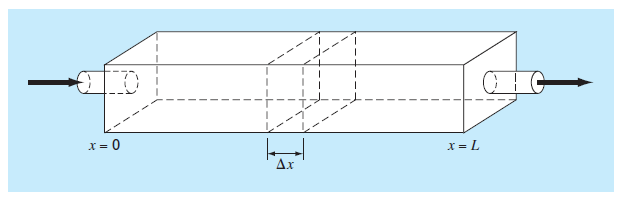 x = 0
Δx
x = L